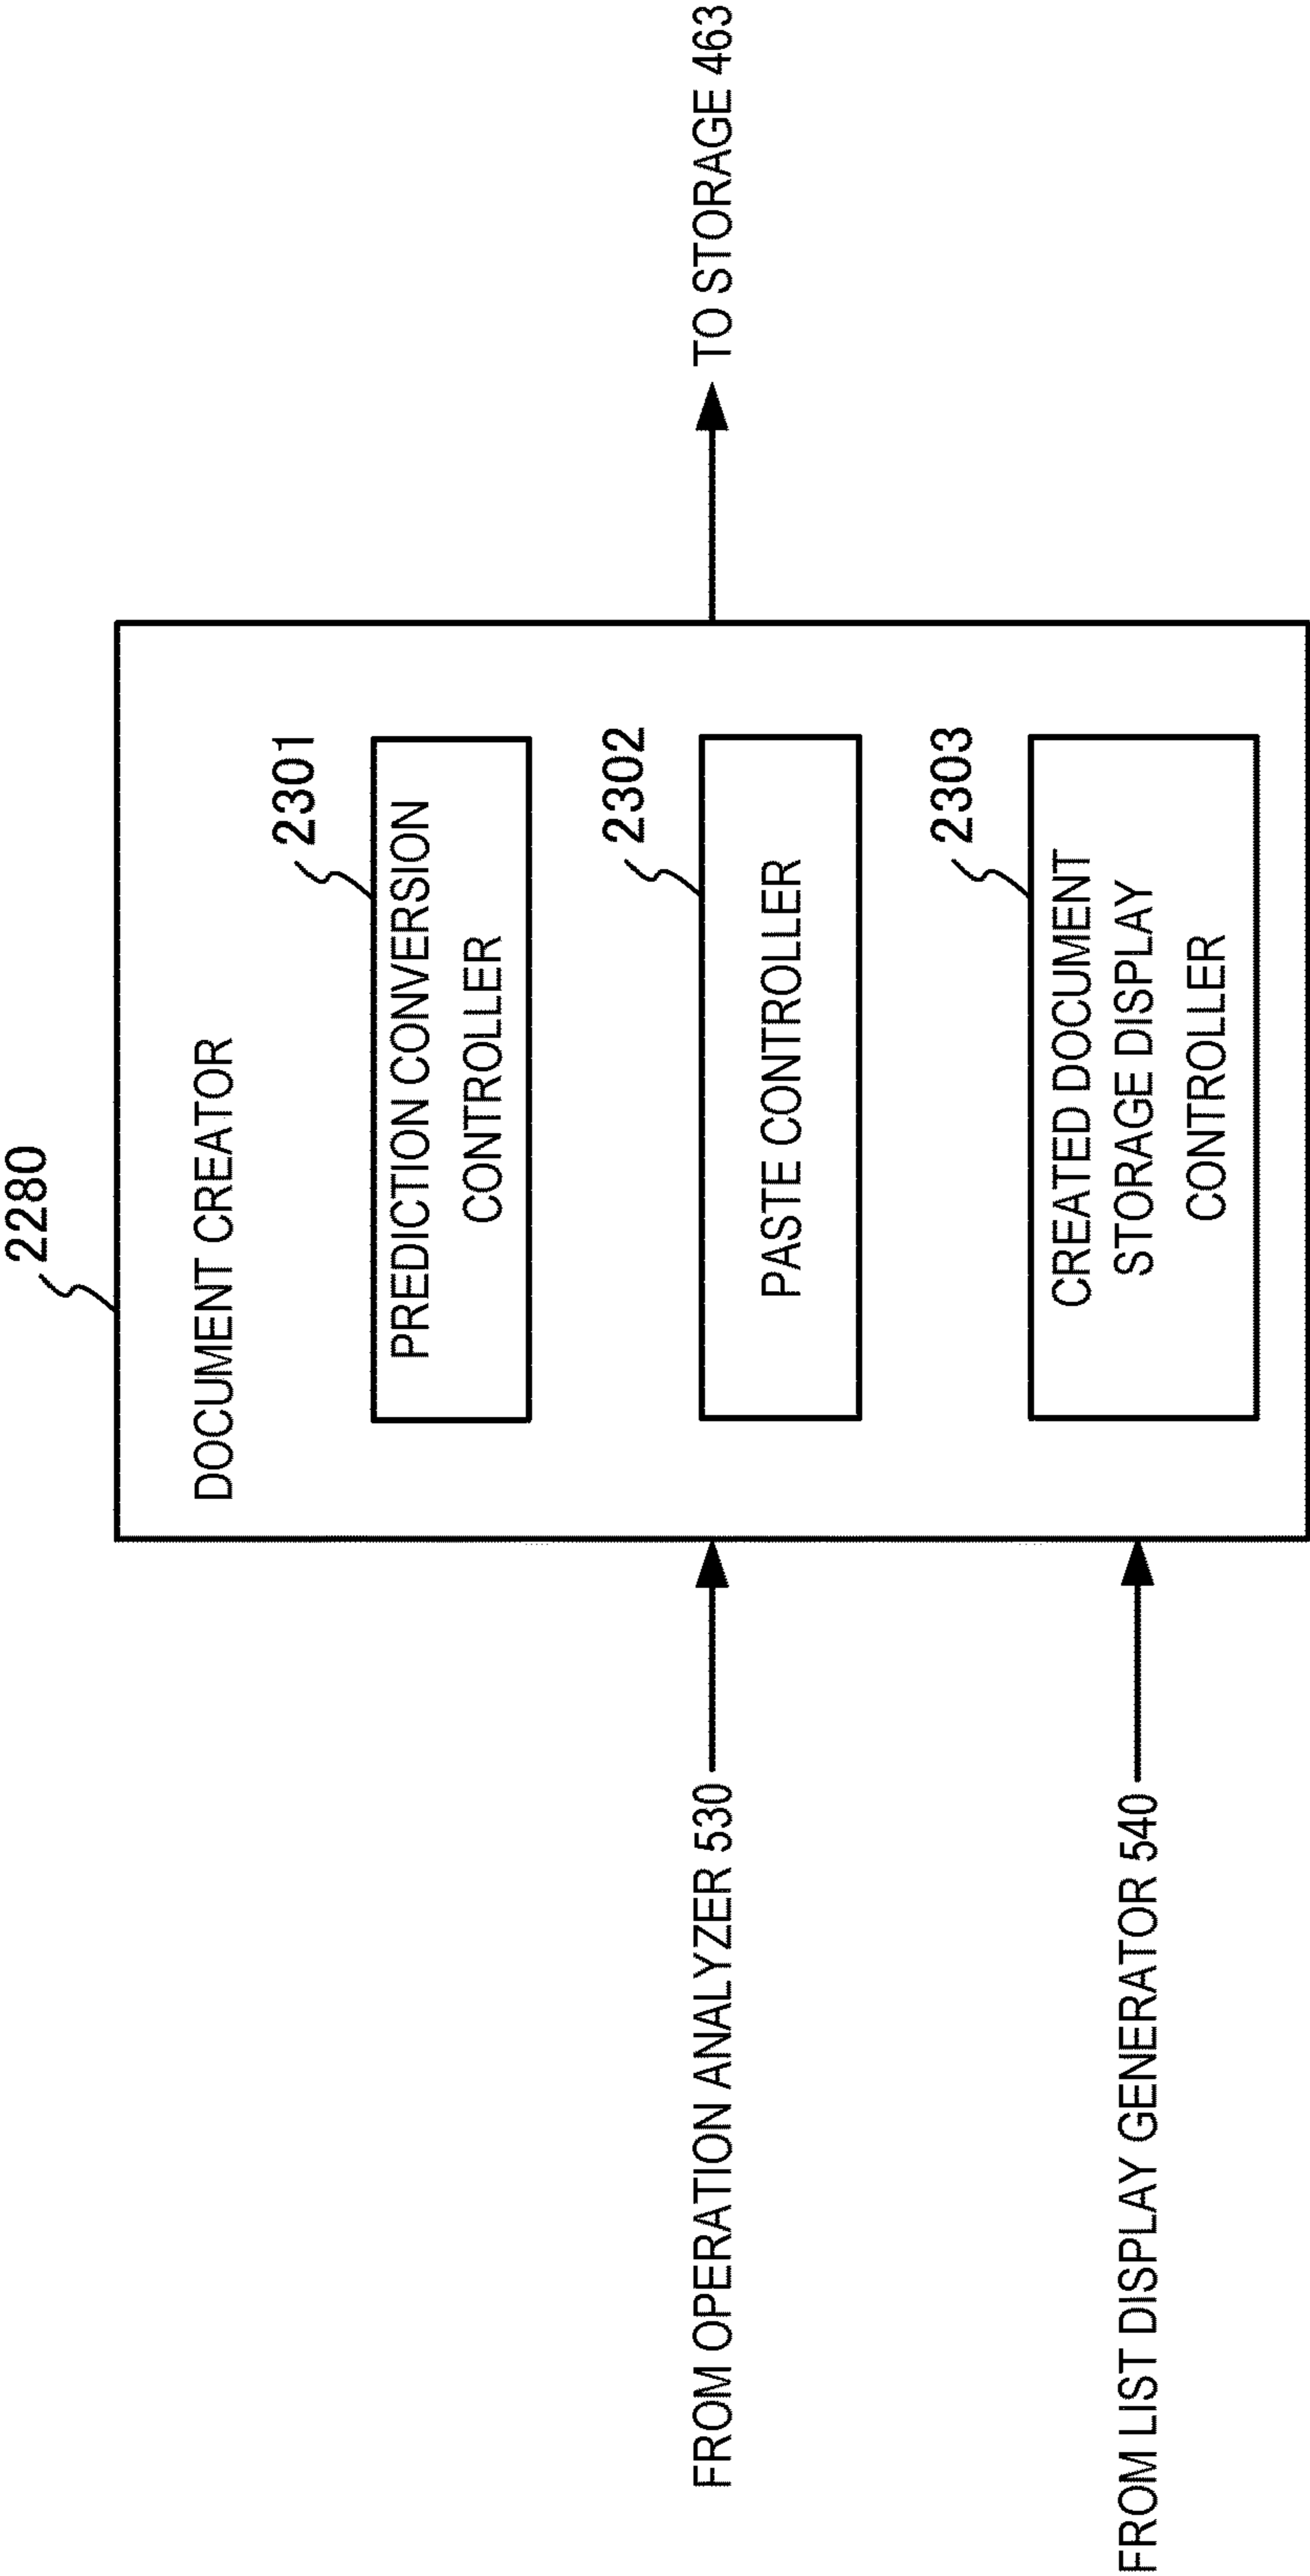 2280
DOCUMENT CREATOR
2301
PREDICTION CONVERSION
CONTROLLER
2302
PASTE CONTROLLER
2303
CREATED DOCUMENT
STORAGE DISPLAY
CONTROLLER
FROM OPERATION ANALYZER 530
FROM LIST DISPLAY GENERATOR 540
TO STORAGE 463